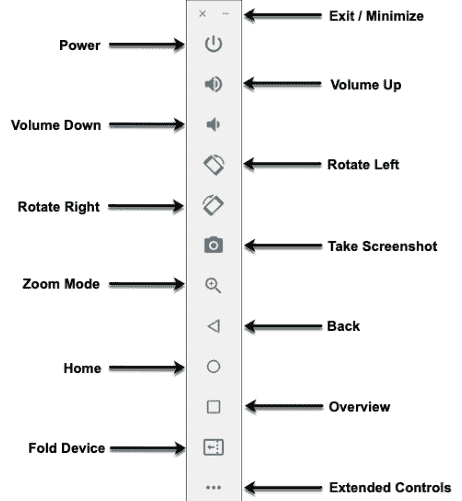 Exit / Minimize
Power
Volume Up
Volume Down
Rotate Left
Rotate Right
Take Screenshot
Zoom Mode
Back
Home
Overview
Fold Device
Extended Controls